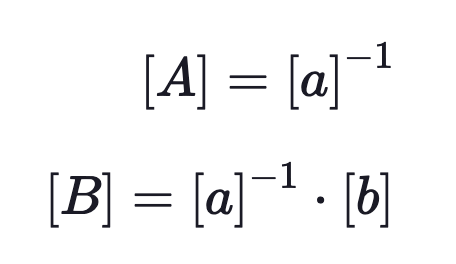 [A] = [a]⁻¹
[B] = [a]⁻¹ · [b]